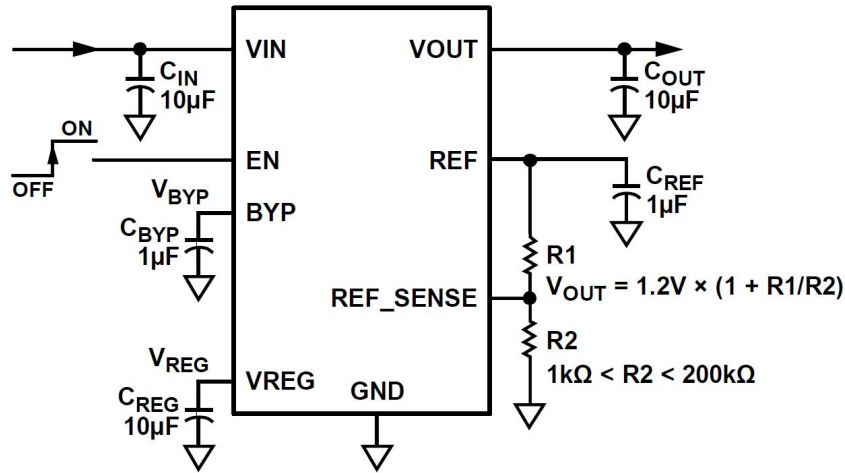 VIN
VOUT
C_IN
10µF
C_OUT
10µF
ON
OFF
EN
REF
V_BYP
BYP
C_BYP
1µF
C_REF
1µF
R1
V_OUT = 1.2V × (1 + R1/R2)
REF_SENSE
R2
1kΩ < R2 < 200kΩ
V_REG
VREG
GND
C_REG
10µF